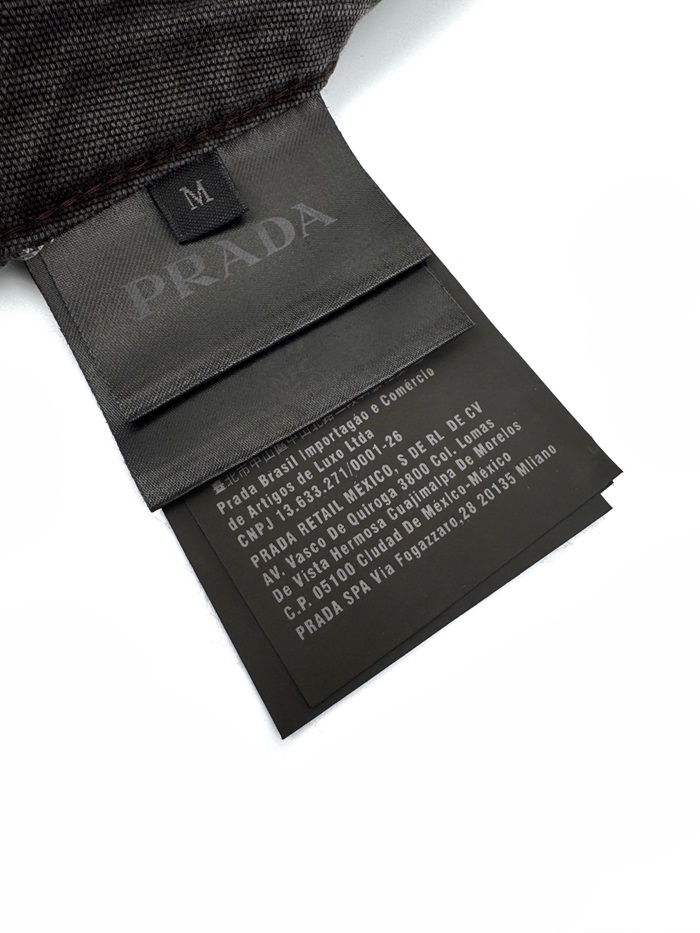 M
PRADA
Prada Brasil Importagão e Comércio
de Artigos de Luxo Ltda
CNPJ 13.633.271/0001-26
PRADA RETAIL MÉXICO, S DE RL DE CV
AV. Vasco De Quiroga 3800 Col. Lomas
De Vista Hermosa Cuajimalpa De Morelos
C.P. 05100 Ciudad De México-México
PRADA SPA Via Fogazzaro,28 20135 Milano